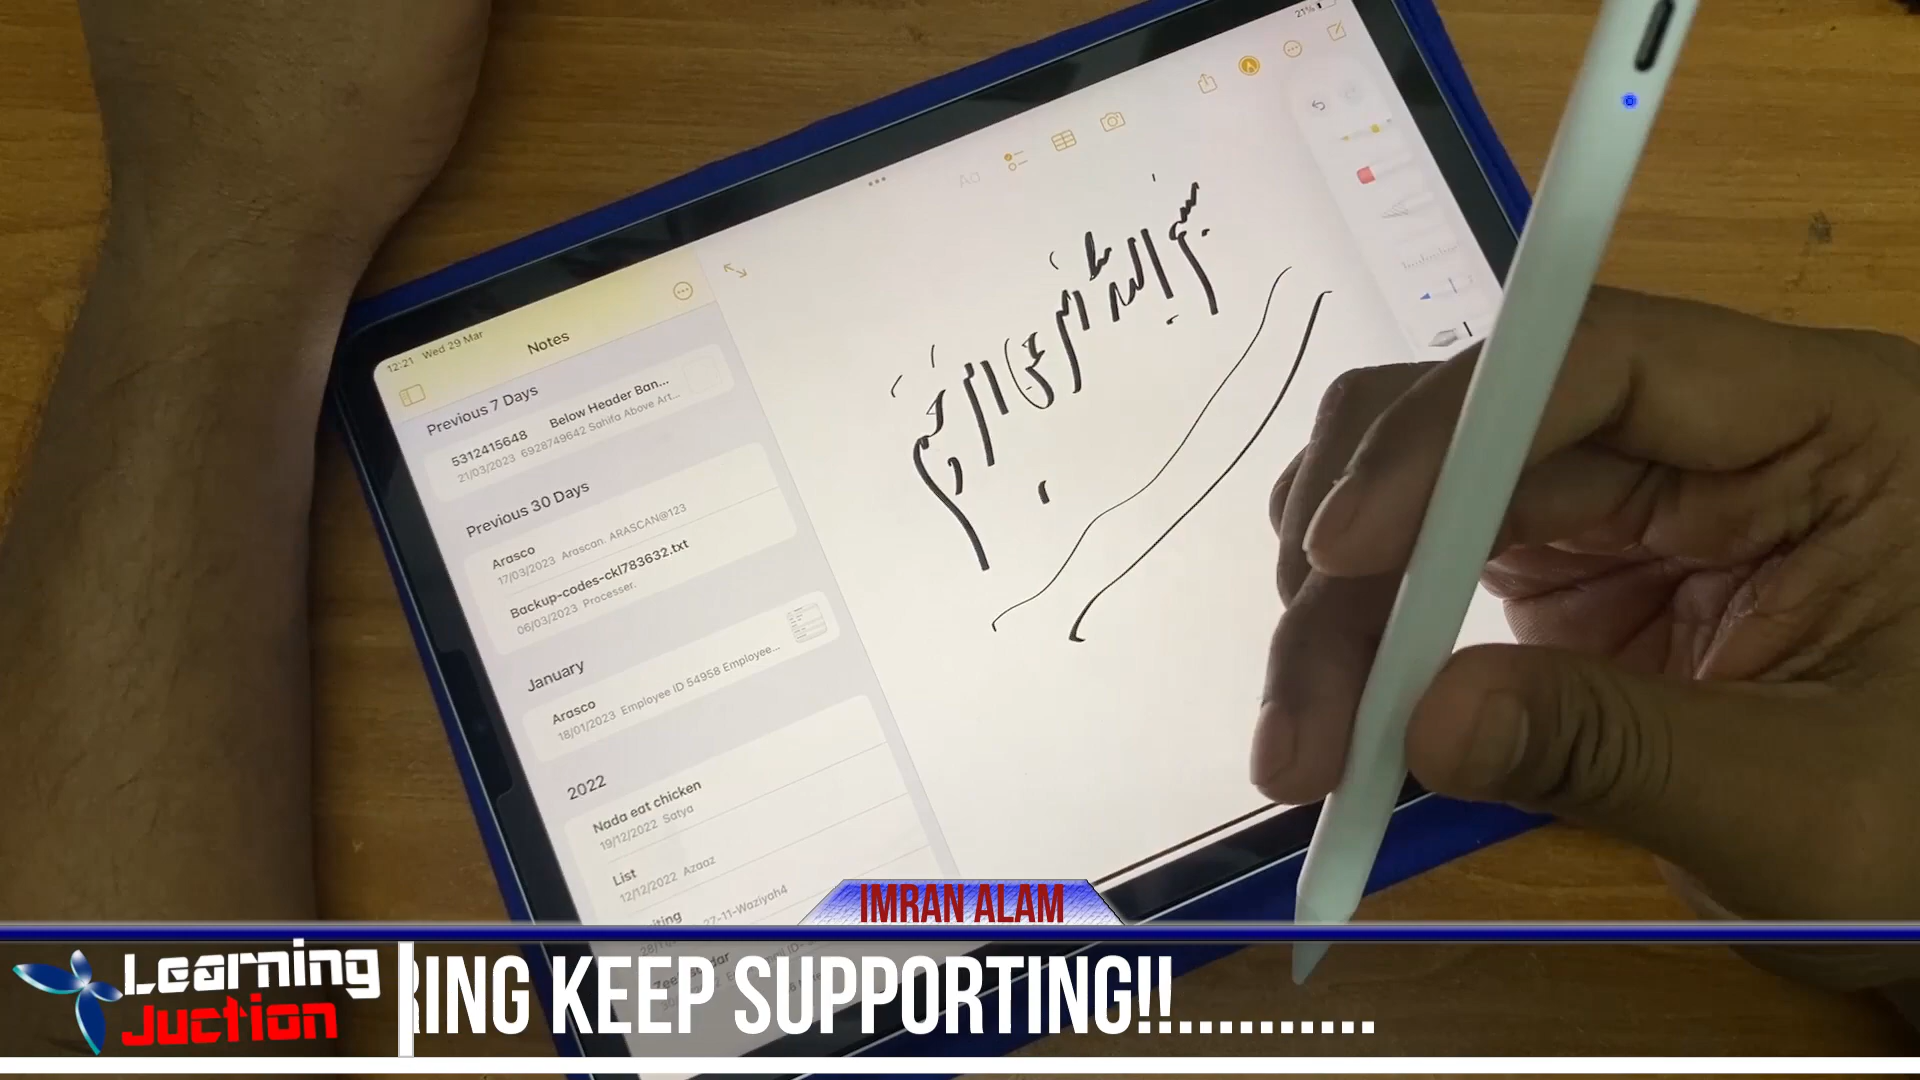 21%
12:21 Wed 29 Mar
Notes
Previous 7 Days
5312415648 Below Header Ban...
21/03/2023 6928749642 Sahifa Above Art...
Previous 30 Days
Arasco
17/03/2023 Arascan. ARASCAN@123
Backup-codes-ckl783632.txt
06/03/2023 Processer.
January
Arasco
18/01/2023 Employee ID 54958 Employee...
2022
Nada eat chicken
19/12/2022 Satya
List
12/12/2022 Azaaz
27-11-Waziyah4
Aa
بسم الله الرحمن الرحيم
IMRAN ALAM
Learning
Juction
RING KEEP SUPPORTING!!..........